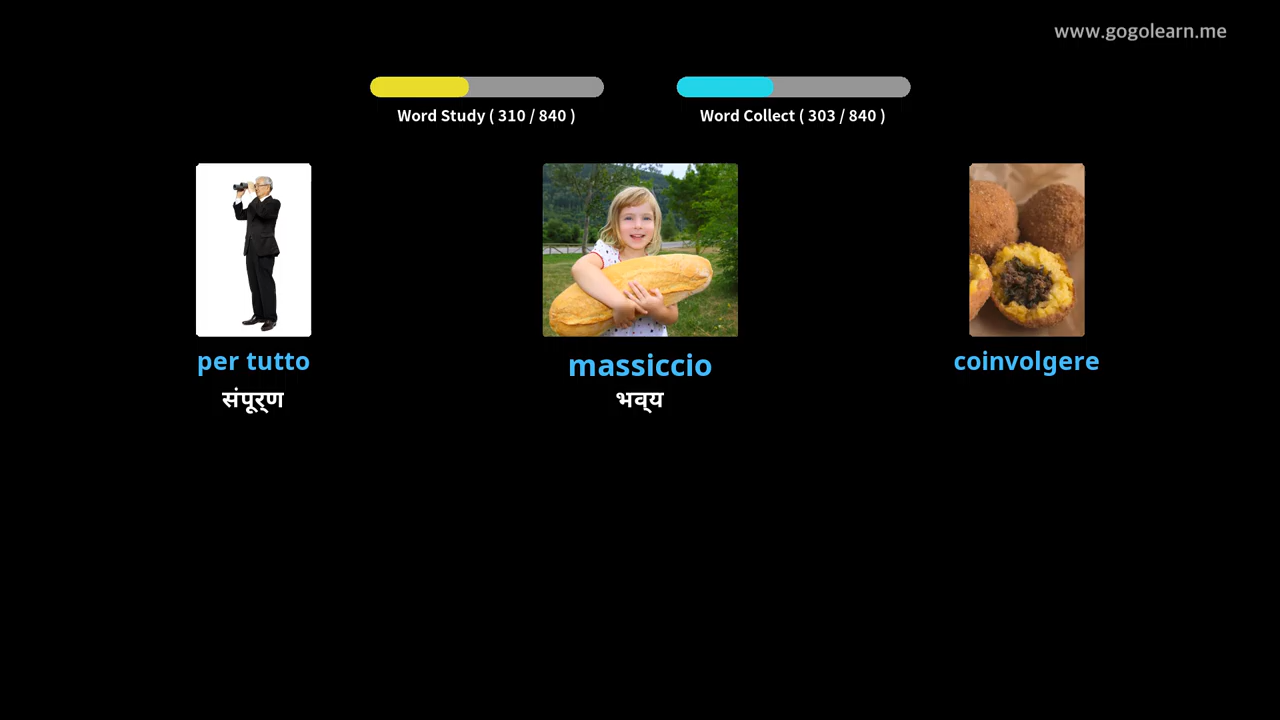 www.gogolearn.me
Word Study ( 310 / 840 )
Word Collect ( 303 / 840 )
per tutto
massiccio
coinvolgere
संपूर्ण
भव्य